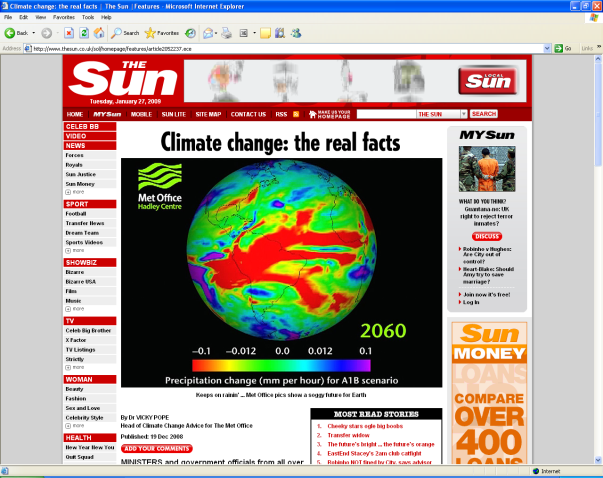 Climate change: the real facts | The Sun |Features - Microsoft Internet Explorer
File Edit View Favorites Tools Help
Back Search Favorites
Address http://www.thesun.co.uk/sol/homepage/features/article2052237.ece Go Links »
THE
Sun
Tuesday, January 27, 2009
LOCAL
Sun
HOME MY Sun MOBILE SUN LITE SITE MAP CONTACT US RSS MAKE US YOUR HOMEPAGE THE SUN SEARCH
CELEB BB
VIDEO
NEWS
Forces
Royals
Sun Justice
Sun Money
more
SPORT
Football
Transfer News
Dream Team
Sports Videos
more
SHOWBIZ
Bizarre
Bizarre USA
Film
Music
more
TV
Celeb Big Brother
X Factor
TV Listings
Strictly
more
WOMAN
Beauty
Fashion
Sex and Love
Celebrity Style
more
HEALTH
New Year New You
Quit Squad
Climate change: the real facts
Met Office
Hadley Centre
2060
−0.1 −0.012 0.0 0.012 0.1
Precipitation change (mm per hour) for A1B scenario
Keeps on rainin' ... Met Office pics show a soggy future for Earth
By Dr VICKY POPE
Head of Climate Change Advice for The Met Office
Published: 19 Dec 2008
ADD YOUR COMMENTS
MINISTERS and government officials from all over
MOST READ STORIES
1. Cheeky stars ogle big boobs
2. Transfer widow
3. The future's bright ... the future's orange
4. EastEnd Stacey's 2am club catfight
5. Robinho NOT fined by City, says advisor
MY Sun
WHAT DO YOU THINK?
Guantana-no: UK
right to reject terror
inmates?
DISCUSS
Robinho v Hughes:
Are City out of
control?
Heart-Blake: Should
Amy try to save
marriage?
Join now it's free!
Log In
Sun
MONEY
LOANS
COMPARE
OVER
400
LOANS
Internet